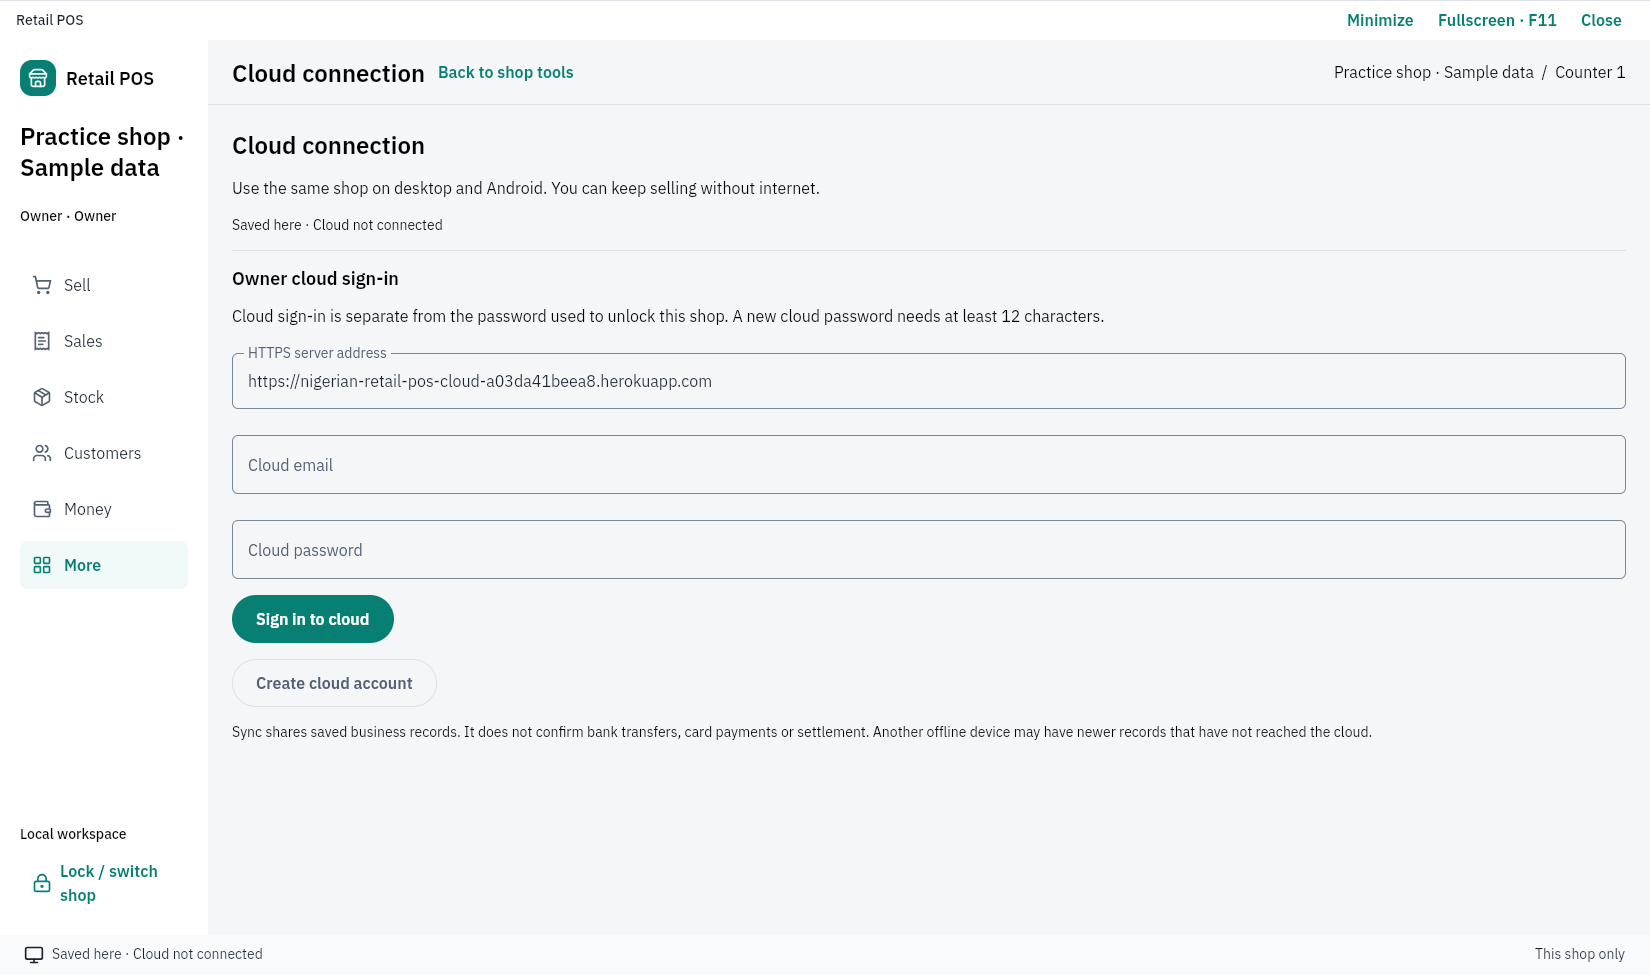 Retail POS
Minimize
Fullscreen · F11
Close
Retail POS
Practice shop ·
Sample data
Owner · Owner
Sell
Sales
Stock
Customers
Money
More
Local workspace
Lock / switch
shop
Cloud connection
Back to shop tools
Practice shop · Sample data / Counter 1
Cloud connection
Use the same shop on desktop and Android. You can keep selling without internet.
Saved here · Cloud not connected
Owner cloud sign-in
Cloud sign-in is separate from the password used to unlock this shop. A new cloud password needs at least 12 characters.
HTTPS server address
https://nigerian-retail-pos-cloud-a03da41beea8.herokuapp.com
Cloud email
Cloud password
Sign in to cloud
Create cloud account
Sync shares saved business records. It does not confirm bank transfers, card payments or settlement. Another offline device may have newer records that have not reached the cloud.
Saved here · Cloud not connected
This shop only